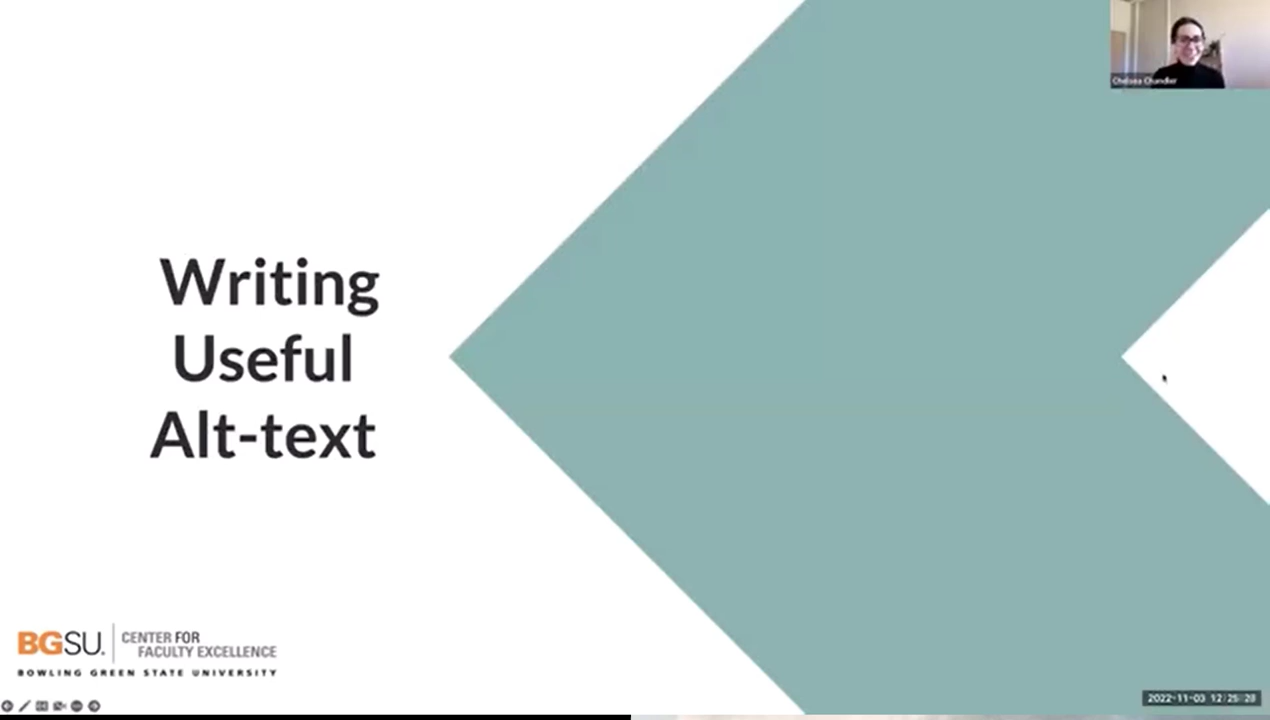 Chelsea Chandler
Writing
Useful
Alt-text
BGSU.
CENTER FOR
FACULTY EXCELLENCE
BOWLING GREEN STATE UNIVERSITY
2022-11-03 12:25:28